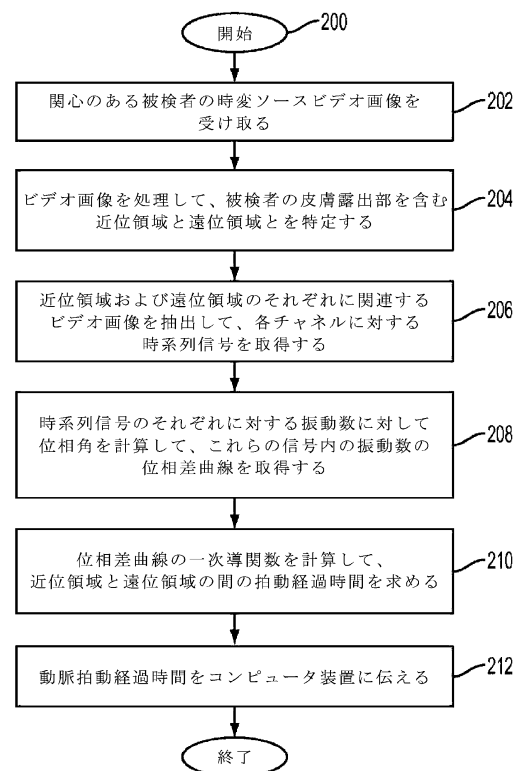 開始
200
関心のある被検者の時変ソースビデオ画像を
受け取る
202
ビデオ画像を処理して、被検者の皮膚露出部を含む
近位領域と遠位領域とを特定する
204
近位領域および遠位領域のそれぞれに関連する
ビデオ画像を抽出して、各チャネルに対する
時系列信号を取得する
206
時系列信号のそれぞれに対する振動数に対して
位相角を計算して、これらの信号内の振動数の
位相差曲線を取得する
208
位相差曲線の一次導関数を計算して、
近位領域と遠位領域の間の拍動経過時間を求める
210
動脈拍動経過時間をコンピュータ装置に伝える
212
終了